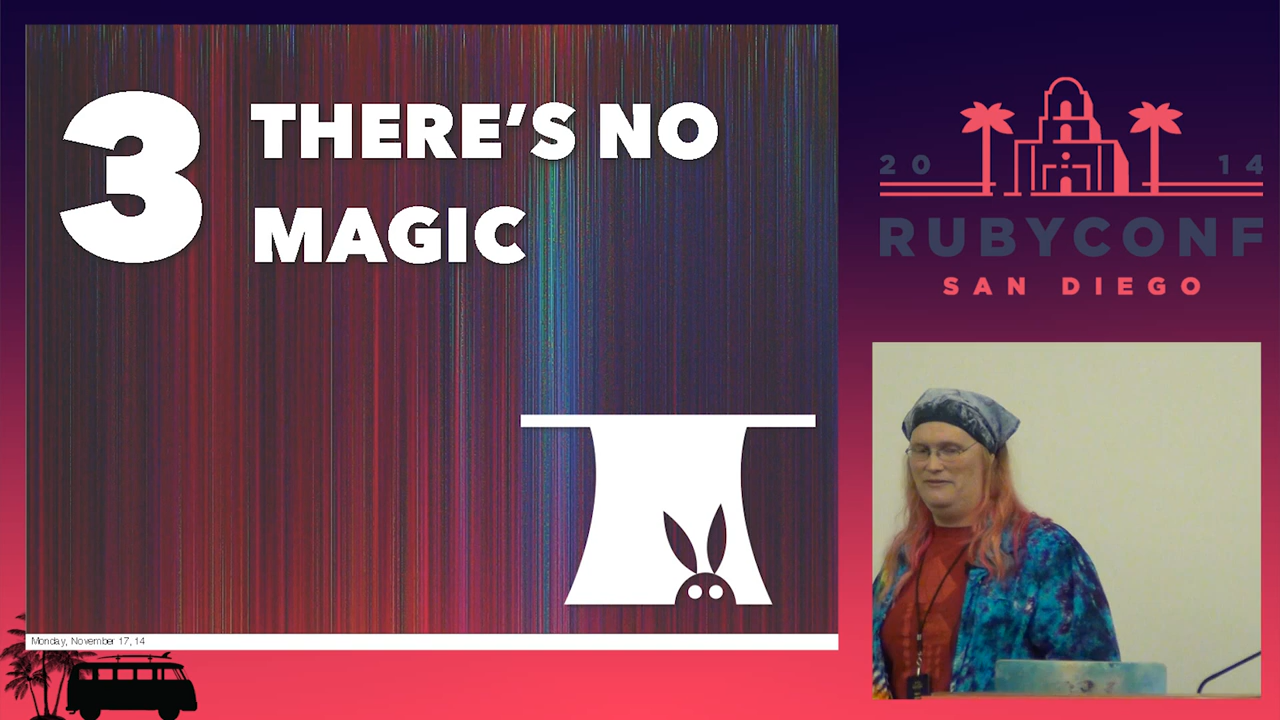 3 THERE'S NO
MAGIC
Monday, November 17, 14
20 14
RUBYCONF
SAN DIEGO